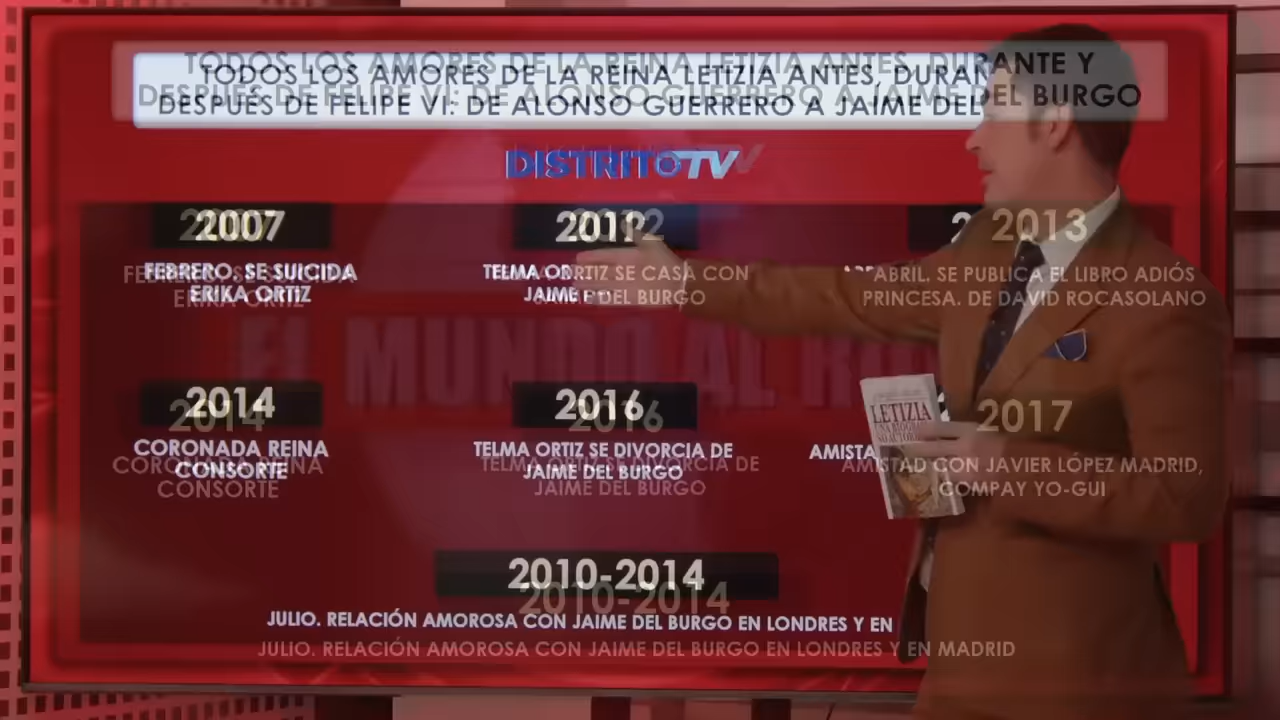 TODOS LOS AMORES DE LA REINA LETIZIA ANTES, DURANTE Y
DESPUÉS DE FELIPE VI: DE ALONSO GUERRERO A JAIME DEL BURGO
DISTRITOTV
2007
FEBRERO. SE SUICIDA
ERIKA ORTIZ
2012
TELMA ORTIZ SE CASA CON
JAIME DEL BURGO
2013
ABRIL. SE PUBLICA EL LIBRO ADIÓS
PRINCESA. DE DAVID ROCASOLANO
EL MUNDO AL
2014
CORONADA REINA
CONSORTE
2016
TELMA ORTIZ SE DIVORCIA DE
JAIME DEL BURGO
2017
AMISTAD CON JAVIER LÓPEZ MADRID,
COMPAY YO-GUI
LETIZIA
2010-2014
JULIO. RELACIÓN AMOROSA CON JAIME DEL BURGO EN LONDRES Y EN MADRID